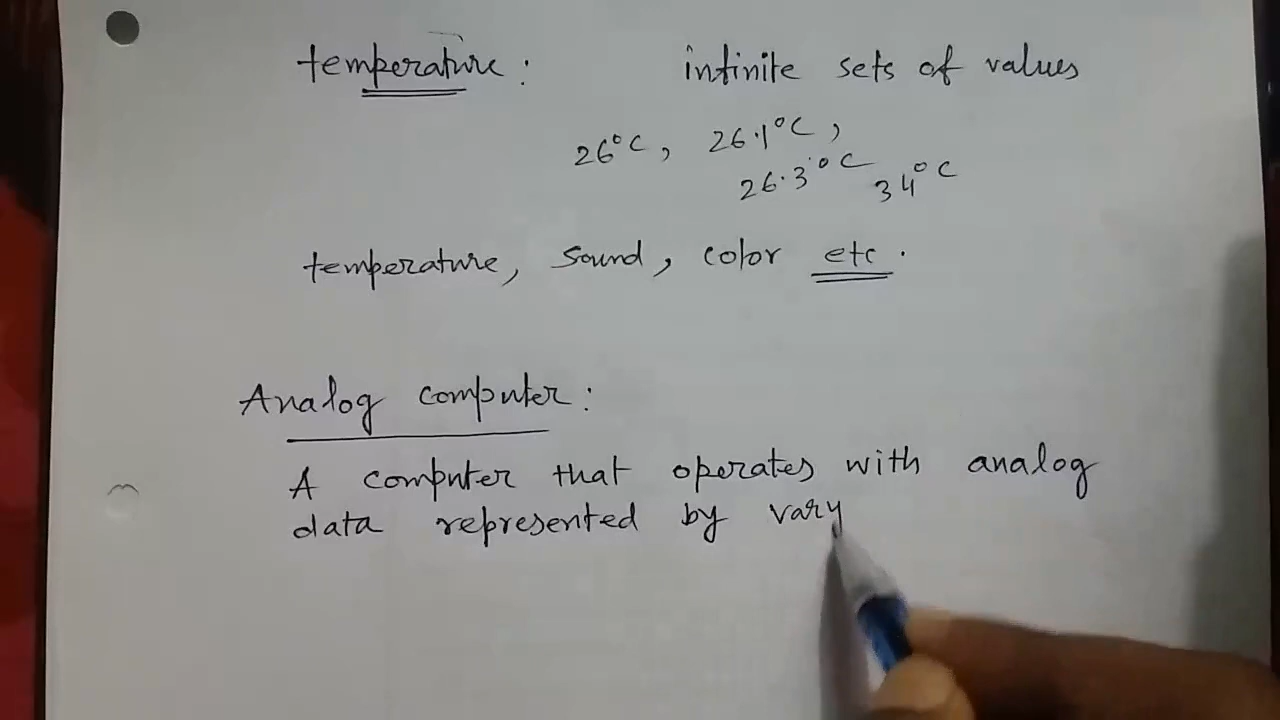 temperature: infinite sets of values
26°C, 26.1°C,
26.3°C 34°C
temperature, sound, color etc.
Analog computer:
A computer that operates with analog
data represented by vary